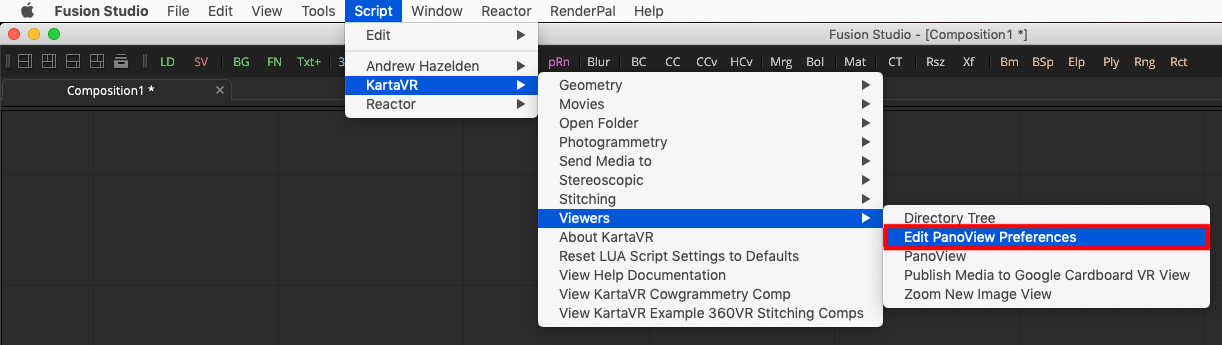 Fusion Studio File Edit View Tools Script Window Reactor RenderPal Help
Fusion Studio - [Composition1 *]
LD SV BG FN Txt+ 3 pRn Blur BC CC CCv HCv Mrg Bol Mat CT Rsz Xf Bm BSp Elp Ply Rng Rct
Composition1 *
Edit
Andrew Hazelden
KartaVR
Reactor
Geometry
Movies
Open Folder
Photogrammetry
Send Media to
Stereoscopic
Stitching
Viewers
About KartaVR
Reset LUA Script Settings to Defaults
View Help Documentation
View KartaVR Cowgrammetry Comp
View KartaVR Example 360VR Stitching Comps
Directory Tree
Edit PanoView Preferences
PanoView
Publish Media to Google Cardboard VR View
Zoom New Image View